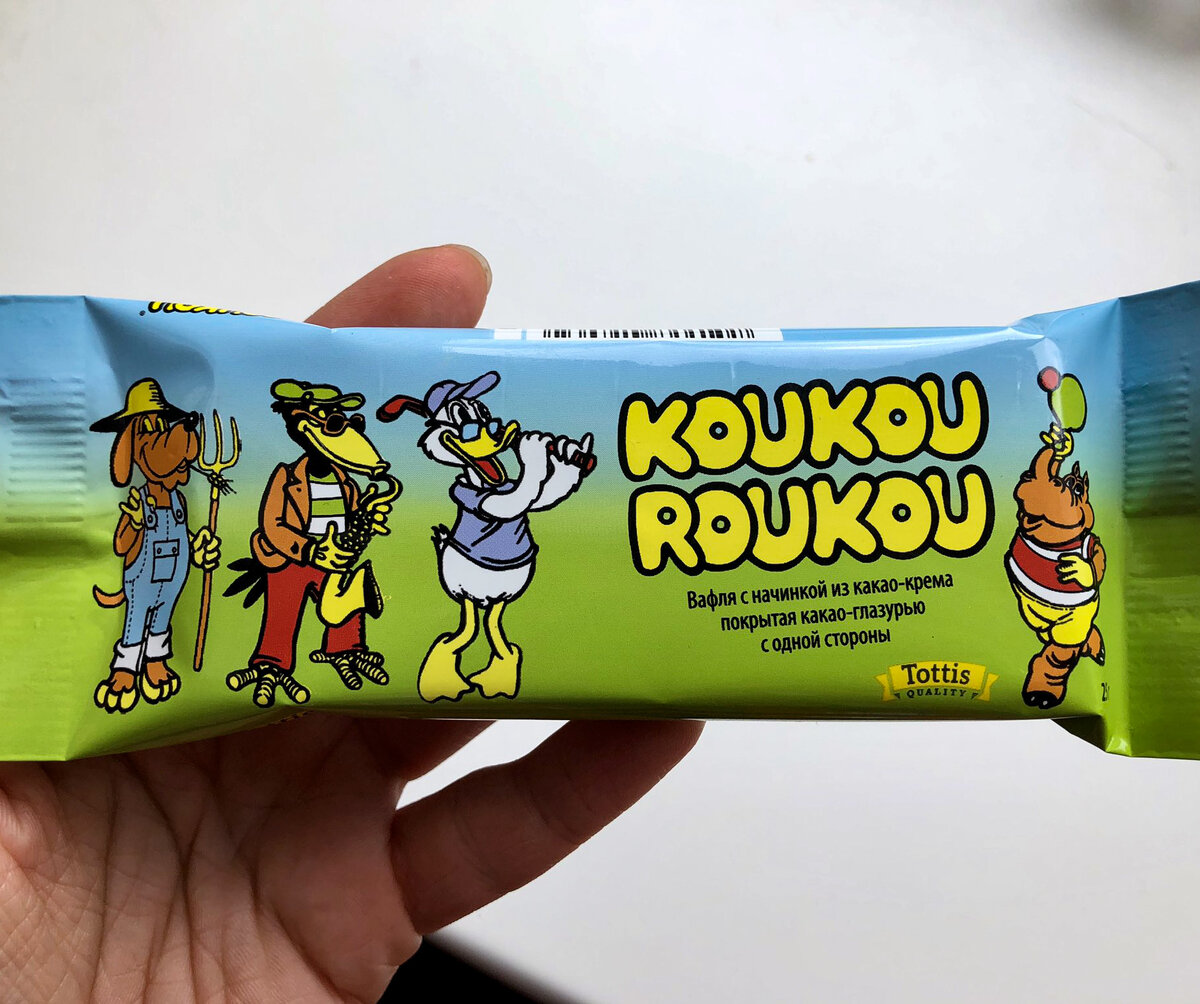 KOUKOU
ROUKOU
Вафля с начинкой из какао-крема
покрытая какао-глазурью
с одной стороны
Tottis
QUALITY